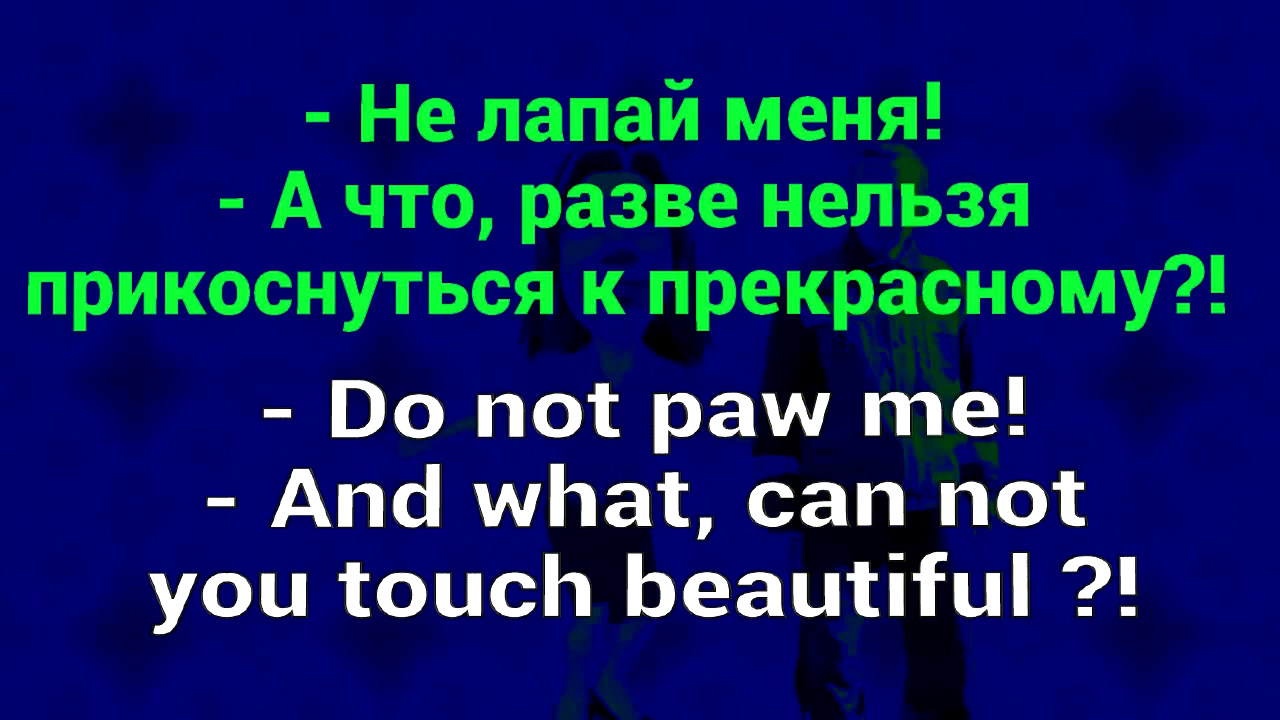 - Не лапай меня!
- А что, разве нельзя
прикоснуться к прекрасному?!
- Do not paw me!
- And what, can not
you touch beautiful ?!